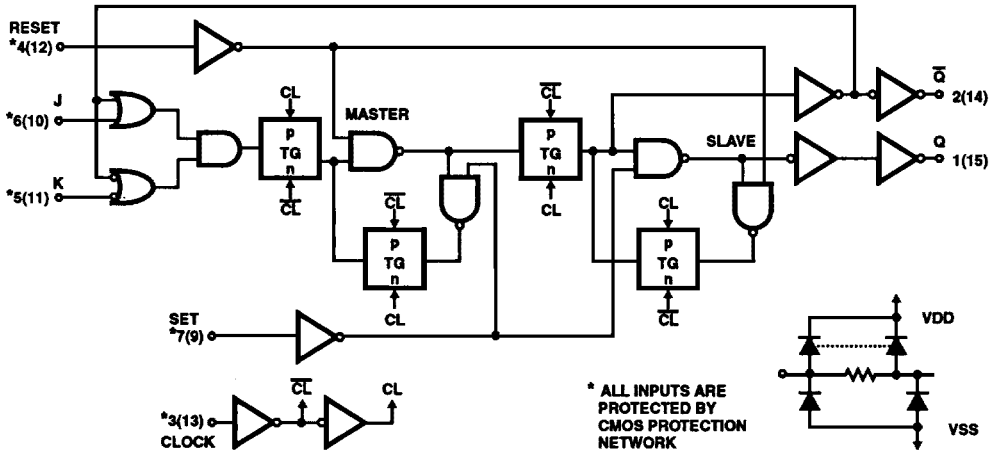 RESET
*4(12)
J
*6(10)
K
*5(11)
CL
p
TG
n
CL
MASTER
CL
p
TG
n
CL
CL
p
TG
n
CL
SLAVE
CL
p
TG
n
CL
Q
2(14)
Q
1(15)
SET
*7(9)
*3(13)
CLOCK
CL
CL
* ALL INPUTS ARE
PROTECTED BY
CMOS PROTECTION
NETWORK
VDD
VSS